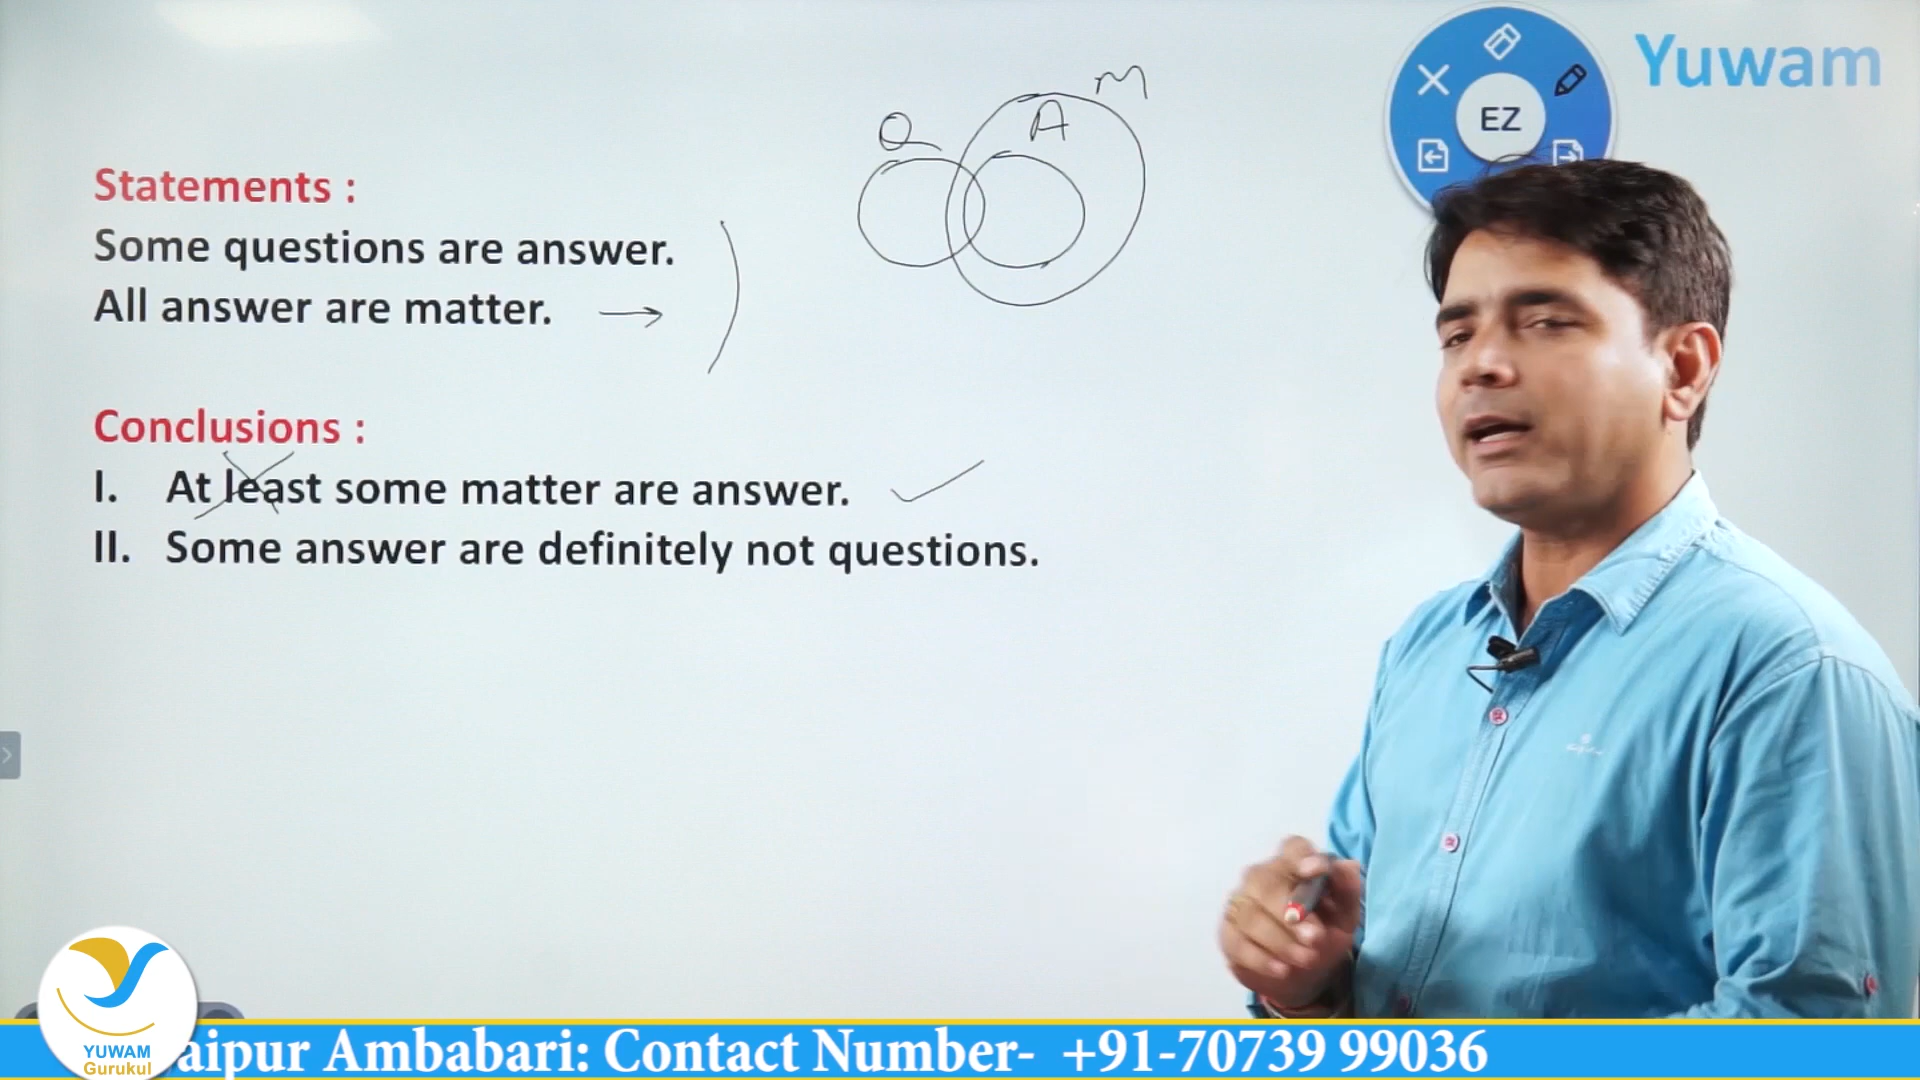 Yuwam
EZ
M
A
Q
Statements :
Some questions are answer.
All answer are matter.
Conclusions :
I. At least some matter are answer.
II. Some answer are definitely not questions.
YUWAM
Gurukul
aipur Ambabari: Contact Number- +91-70739 99036